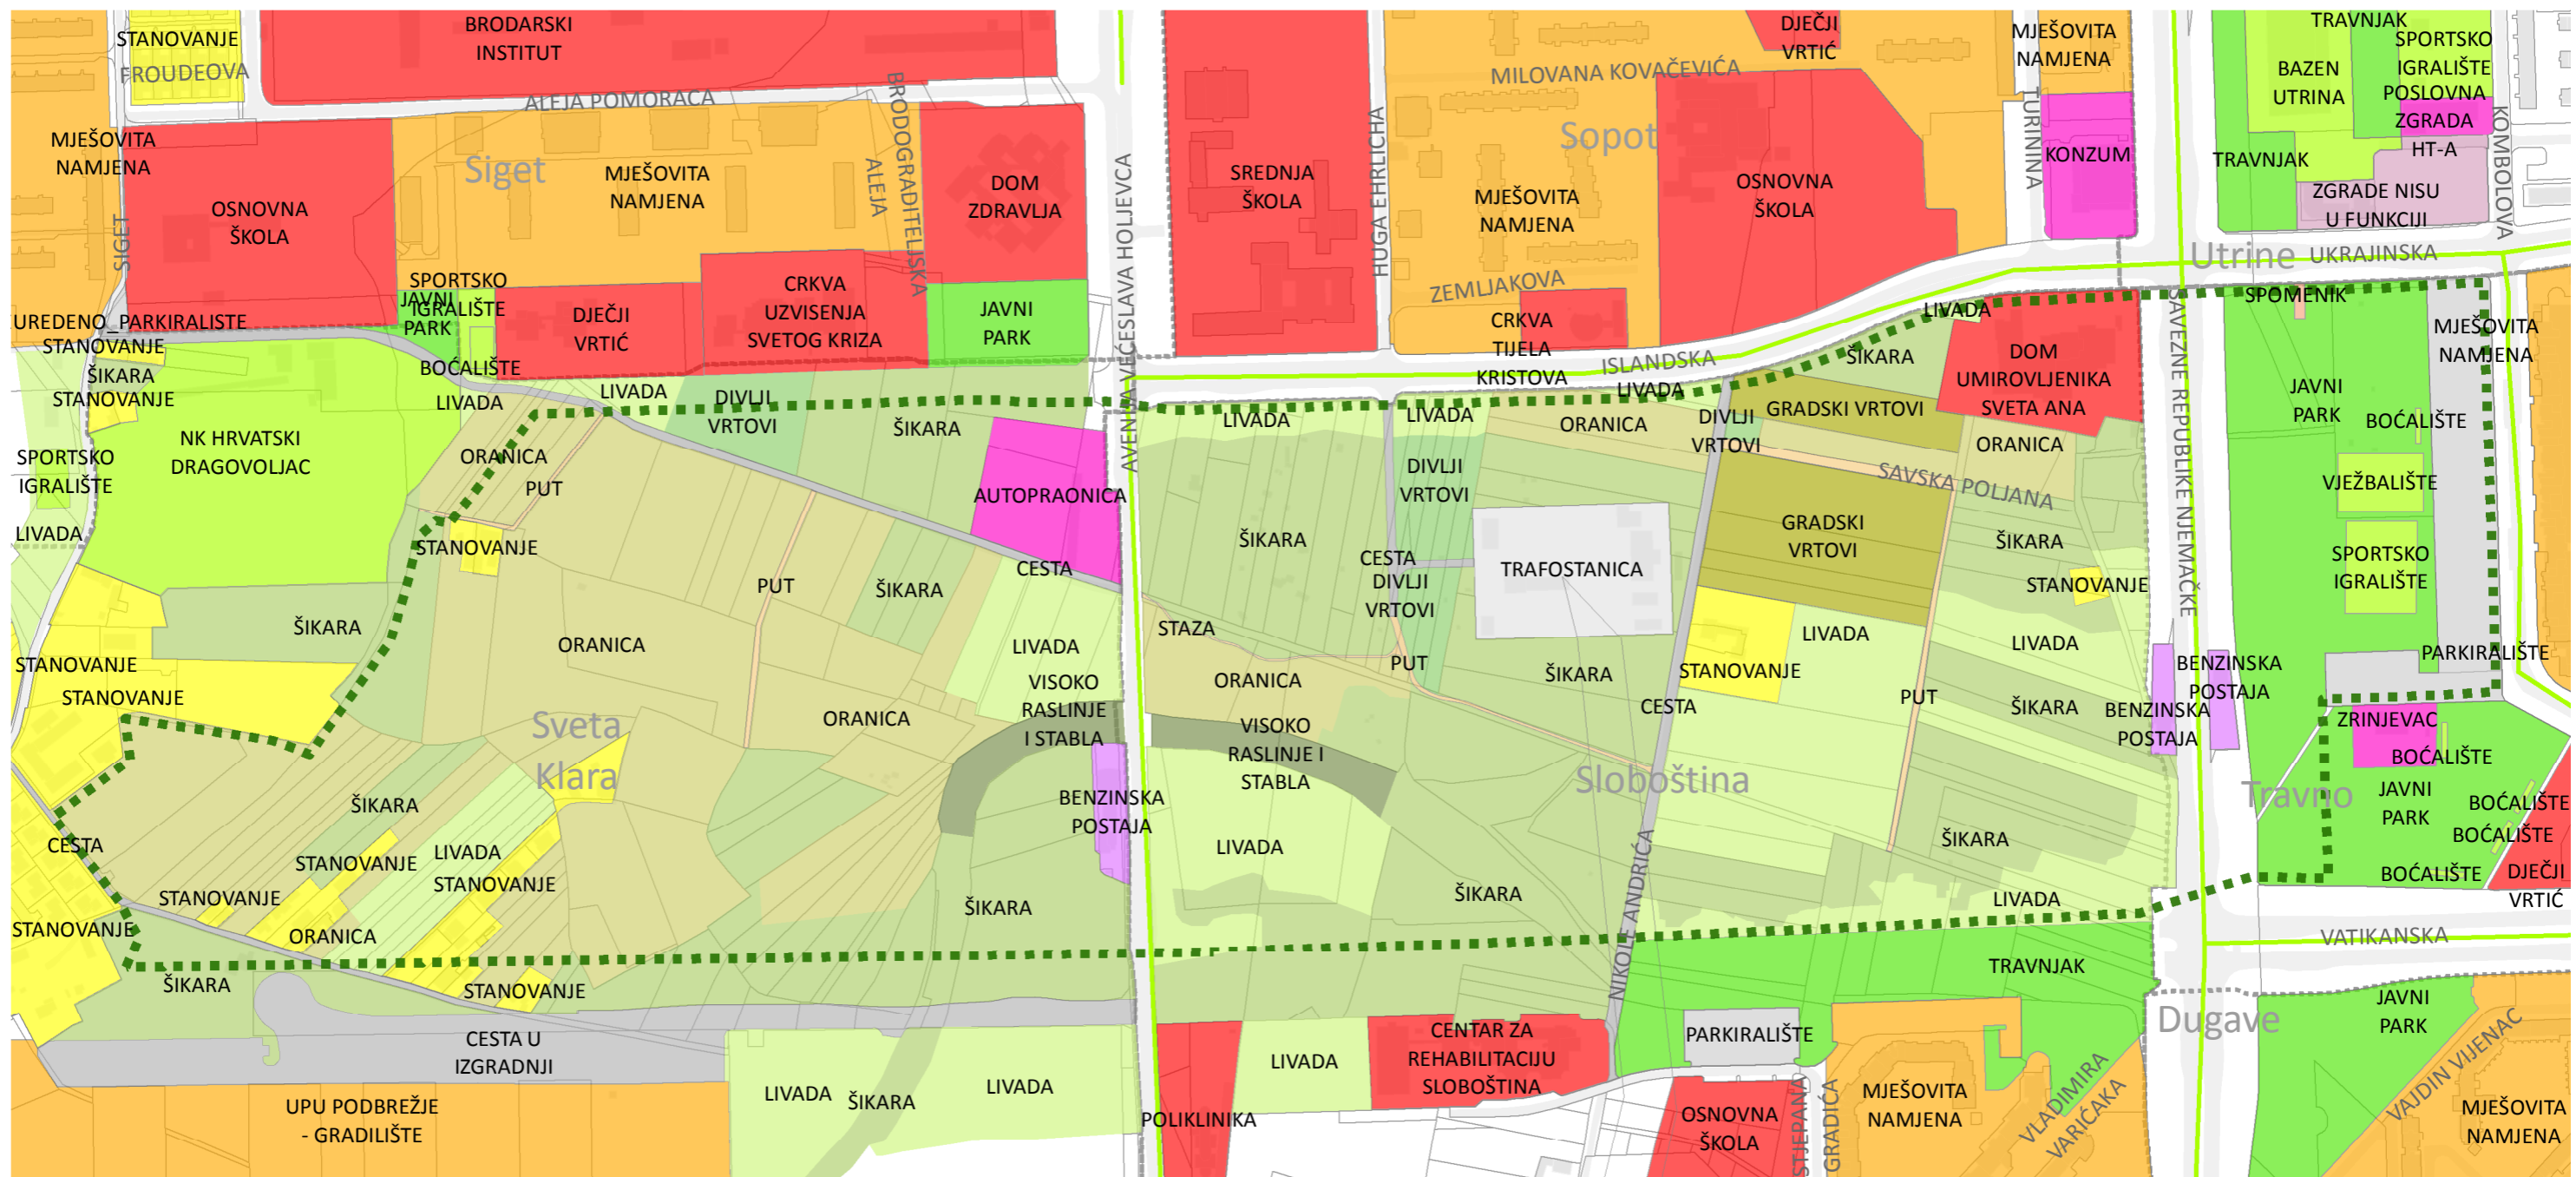 STANOVANJE
FROUDEOVA
BRODARSKI
INSTITUT
ALEJA POMORACA
MJEŠOVITA
NAMJENA
OSNOVNA
ŠKOLA
SIGET
Siget
MJEŠOVITA
NAMJENA
ALEJA
BRODOGRADITELJSKA
DOM
ZDRAVLJA
AVENIJA VEĆESLAVA HOLJEVCA
SREDNJA
ŠKOLA
HUGA EHRLICHA
DJEČJI
VRTIĆ
MILOVANA KOVAČEVIĆA
Sopot
MJEŠOVITA
NAMJENA
OSNOVNA
ŠKOLA
ZEMLJAKOVA
MJEŠOVITA
NAMJENA
TURININA
KONZUM
TRAVNJAK
SPORTSKO
IGRALIŠTE
BAZEN
UTRINA
POSLOVNA
ZGRADA
HT-A
TRAVNJAK
ZGRADE NISU
U FUNKCIJI
KOMBOLOVA
Utrine
UKRAJINSKA
UREDENO_PARKIRALISTE
STANOVANJE
ŠIKARA
STANOVANJE
JAVNI
PARK
SPORTSKO
IGRALIŠTE
BOĆALIŠTE
DJEČJI
VRTIĆ
CRKVA
UZVISENJA
SVETOG KRIZA
JAVNI
PARK
CRKVA
TIJELA
KRISTOVA
ISLANDSKA
LIVADA
LIVADA
ŠIKARA
DOM
UMIROVLJENIKA
SVETA ANA
SAVEZNE REPUBLIKE NJEMAČKE
SPOMENIK
JAVNI
PARK
MJEŠOVITA
NAMJENA
BOĆALIŠTE
VJEŽBALIŠTE
SPORTSKO
IGRALIŠTE
PARKIRALIŠTE
SPORTSKO
IGRALIŠTE
LIVADA
NK HRVATSKI
DRAGOVOLJAC
LIVADA
LIVADA
DIVLJI
VRTOVI
ŠIKARA
ORANICA
PUT
STANOVANJE
AUTOPRAONICA
CESTA
PUT
ŠIKARA
ORANICA
LIVADA
ŠIKARA
STANOVANJE
STANOVANJE
LIVADA
LIVADA
DIVLJI
VRTOVI
ORANICA
DIVLJI
VRTOVI
GRADSKI VRTOVI
ORANICA
SAVSKA POLJANA
ŠIKARA
CESTA
DIVLJI
VRTOVI
TRAFOSTANICA
GRADSKI
VRTOVI
ŠIKARA
STANOVANJE
STAZA
ORANICA
PUT
ŠIKARA
STANOVANJE
LIVADA
LIVADA
CESTA
PUT
ŠIKARA
BENZINSKA
POSTAJA
BENZINSKA
POSTAJA
Sveta
Klara
ORANICA
VISOKO
RASLINJE
I STABLA
VISOKO
RASLINJE I
STABLA
BENZINSKA
POSTAJA
LIVADA
Sloboština
ŠIKARA
NIKOLE ANDRIĆA
ŠIKARA
LIVADA
ZRINJEVAC
BOĆALIŠTE
Travno
JAVNI
PARK
BOĆALIŠTE
BOĆALIŠTE
BOĆALIŠTE
DJEČJI
VRTIĆ
CESTA
ŠIKARA
STANOVANJE
LIVADA
STANOVANJE
STANOVANJE
STANOVANJE
ORANICA
ŠIKARA
ŠIKARA
STANOVANJE
CESTA U
IZGRADNJI
UPU PODBREŽJE
- GRADILIŠTE
LIVADA
ŠIKARA
LIVADA
POLIKLINIKA
LIVADA
CENTAR ZA
REHABILITACIJU
SLOBOŠTINA
TRAVNJAK
PARKIRALIŠTE
OSNOVNA
ŠKOLA
STJEPANA
GRADIĆA
MJEŠOVITA
NAMJENA
VLADIMIRA
VARIĆAKA
VATIKANSKA
Dugave
JAVNI
PARK
VAJDIN VIJENAC
MJEŠOVITA
NAMJENA